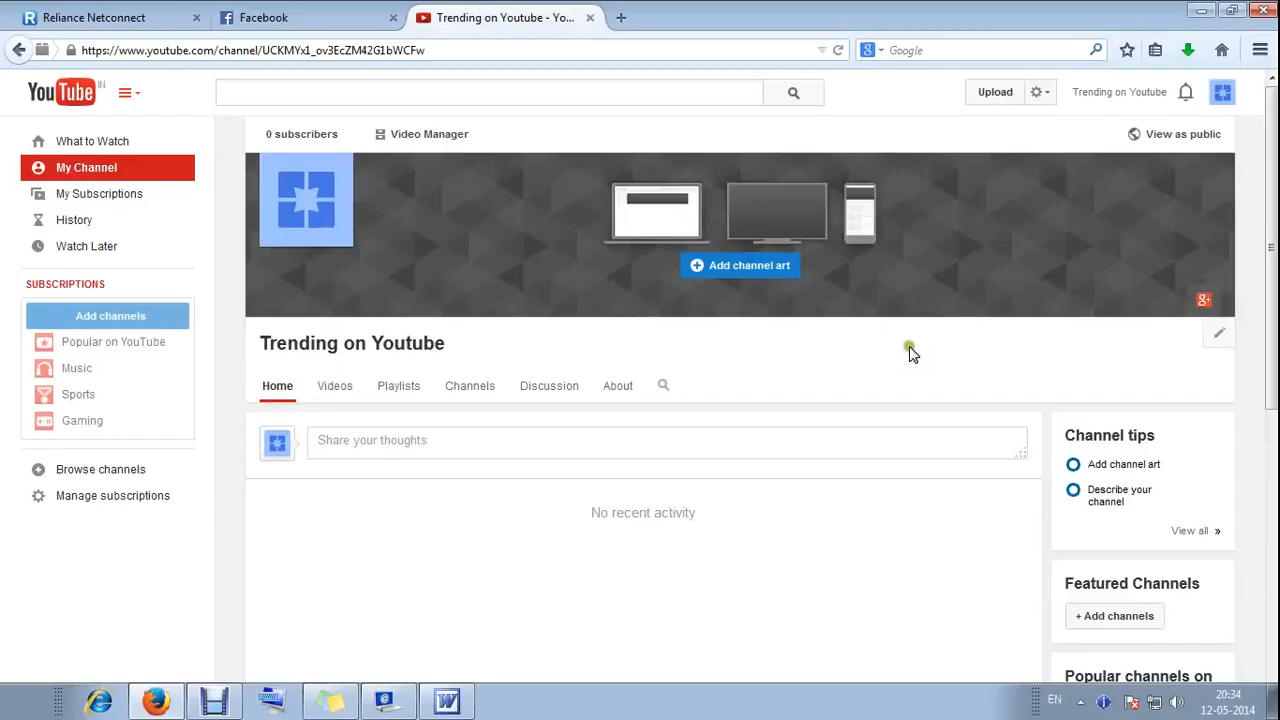 Reliance Netconnect
Facebook
Trending on Youtube - Yo...
https://www.youtube.com/channel/UCKMYx1_ov3EcZM42G1bWCFw
Google
YouTube IN
Upload
Trending on Youtube
What to Watch
My Channel
My Subscriptions
History
Watch Later
SUBSCRIPTIONS
Add channels
Popular on YouTube
Music
Sports
Gaming
Browse channels
Manage subscriptions
0 subscribers
Video Manager
View as public
Add channel art
Trending on Youtube
Home
Videos
Playlists
Channels
Discussion
About
Share your thoughts
No recent activity
Channel tips
Add channel art
Describe your
channel
View all »
Featured Channels
+ Add channels
Popular channels on
EN
20:34
12-05-2014